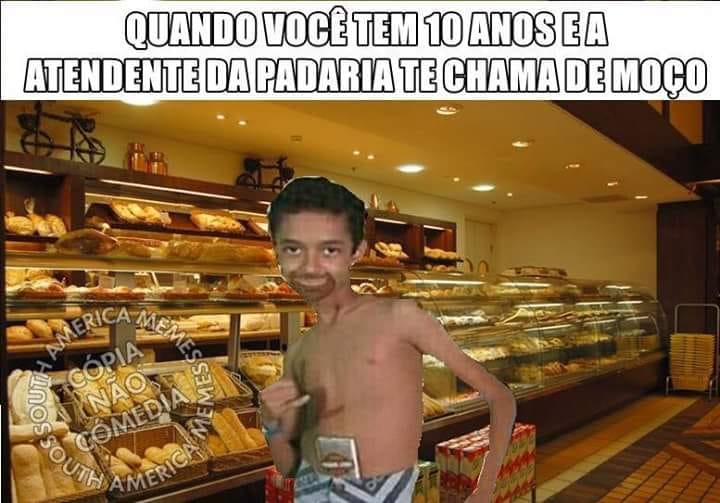 QUANDO VOCÊ TEM 10 ANOS E A
ATENDENTE DA PADARIA TE CHAMA DE MOÇO
SOUTH AMERICA MEMES
CÓPIA
NÃO
COMÉDIA
SOUTH AMERICA MEMES